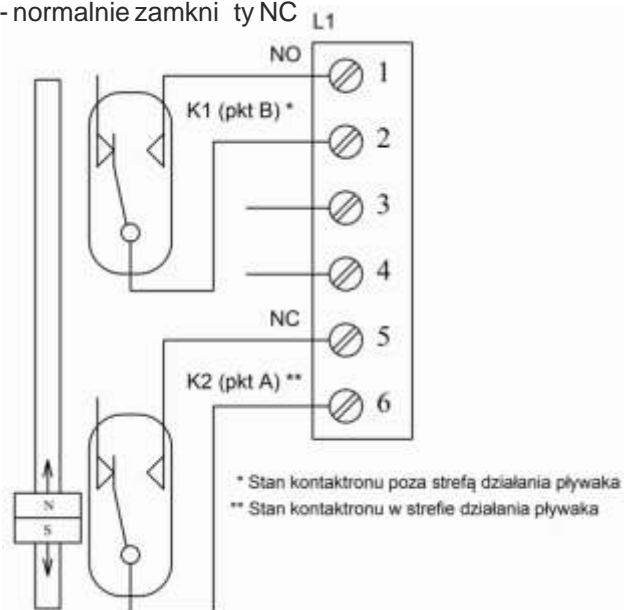 - normalnie zamkni ty NC
L1
NO
1
K1 (pkt B) *
2
3
4
NC
5
K2 (pkt A) **
6
* Stan kontaktronu poza strefą działania pływaka
** Stan kontaktronu w strefie działania pływaka
N
S